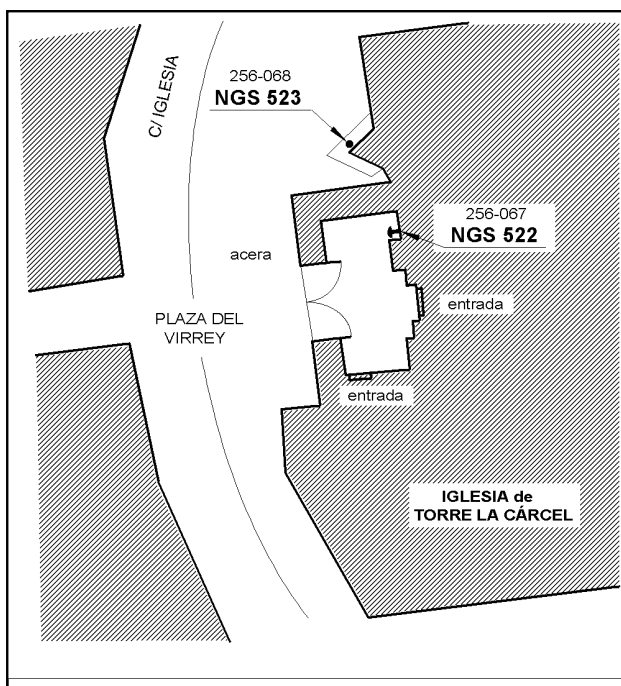 C/ IGLESIA
256-068
NGS 523
256-067
NGS 522
acera
entrada
PLAZA DEL
VIRREY
entrada
IGLESIA de
TORRE LA CÁRCEL